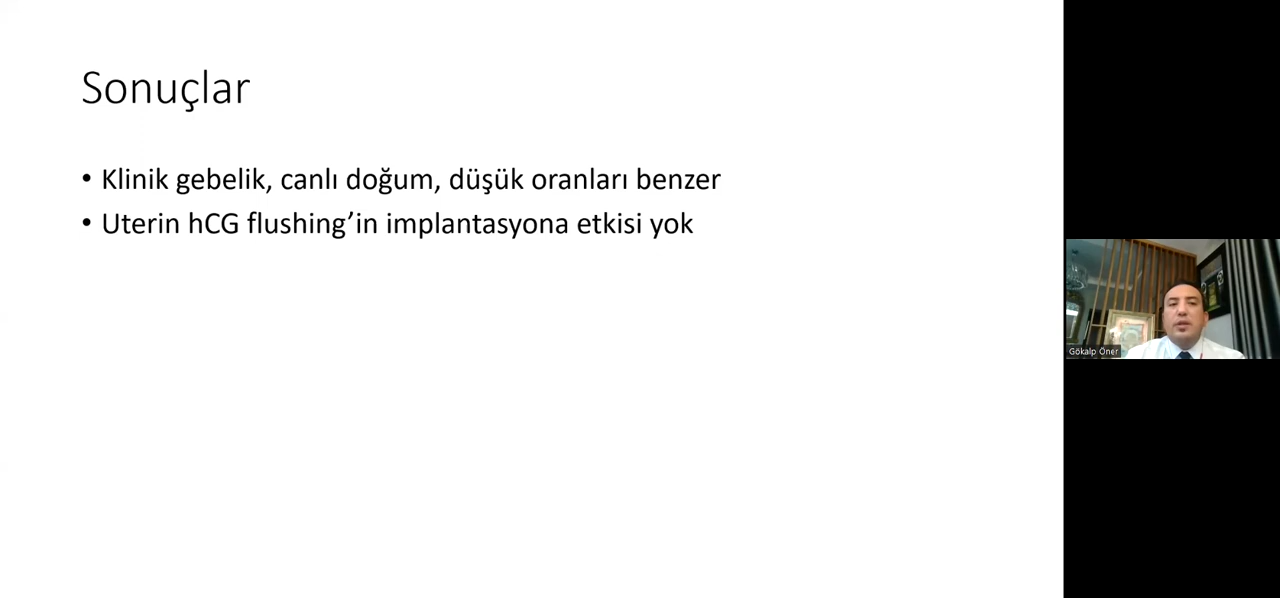 Sonuçlar
• Klinik gebelik, canlı doğum, düşük oranları benzer
• Uterin hCG flushing’in implantasyona etkisi yok
Gökalp Öner